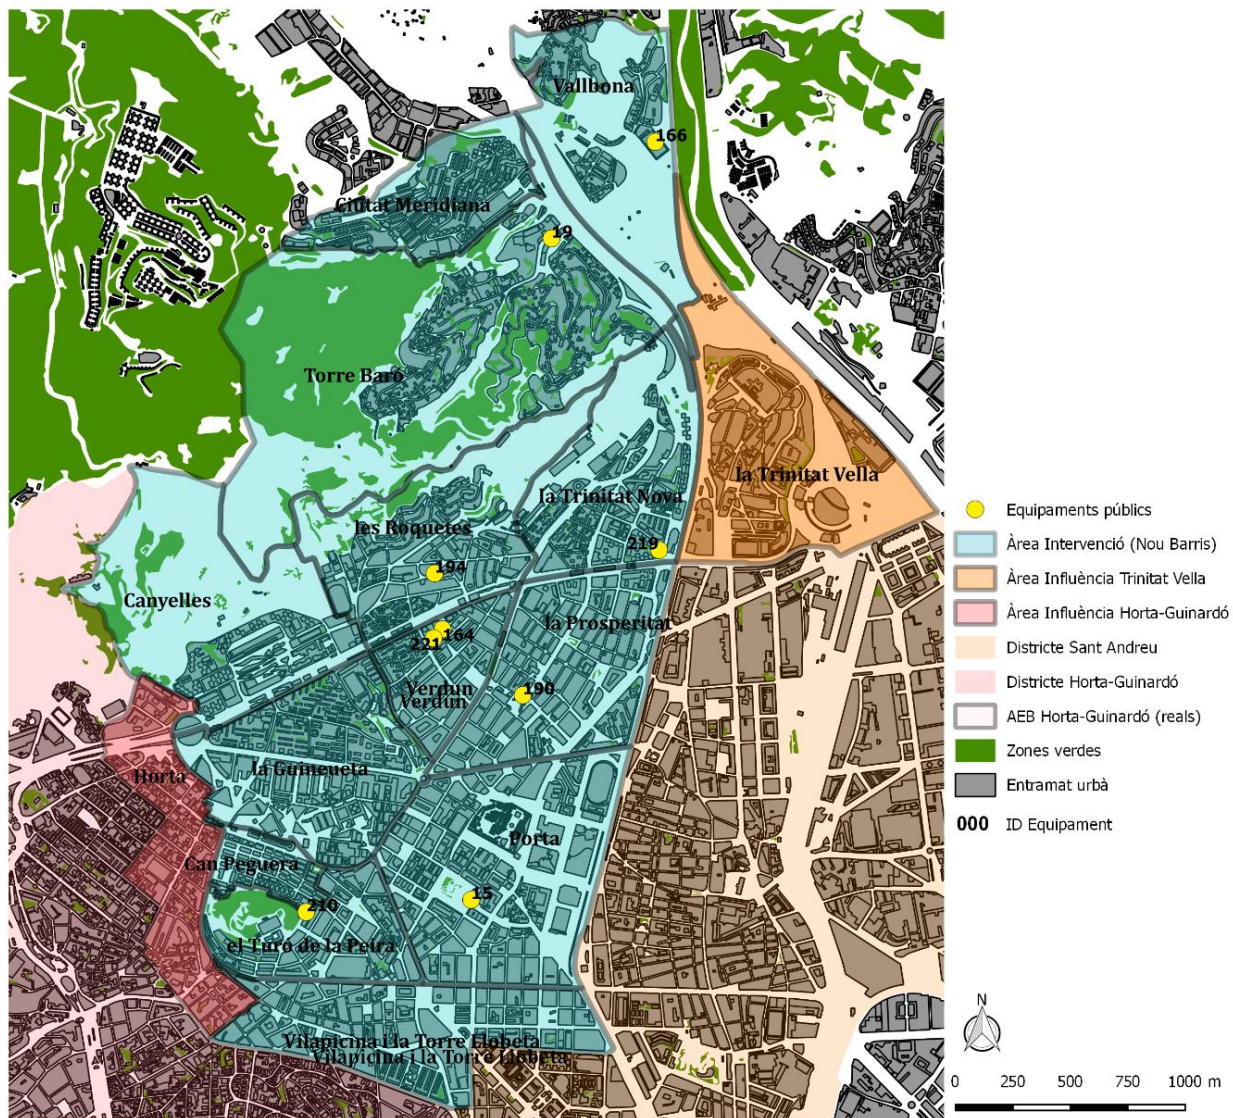 Vallbona
166
Ciutat Meridiana
19
Torre Baró
la Trinitat Vella
la Trinitat Nova
les Roquetes
219
194
Canyelles
la Prosperitat
164
221
Verdun
Verdun
190
la Guineueta
Horta
Porta
Can Peguera
15
210
el Turó de la Peira
Vilapicina i la Torre Llobeta
Vilapicina i la Torre Llobeta
Equipaments públics
Àrea Intervenció (Nou Barris)
Àrea Influència Trinitat Vella
Àrea Influència Horta-Guinardó
Districte Sant Andreu
Districte Horta-Guinardó
AEB Horta-Guinardó (reals)
Zones verdes
Entramat urbà
000 ID Equipament
N
0 250 500 750 1000 m